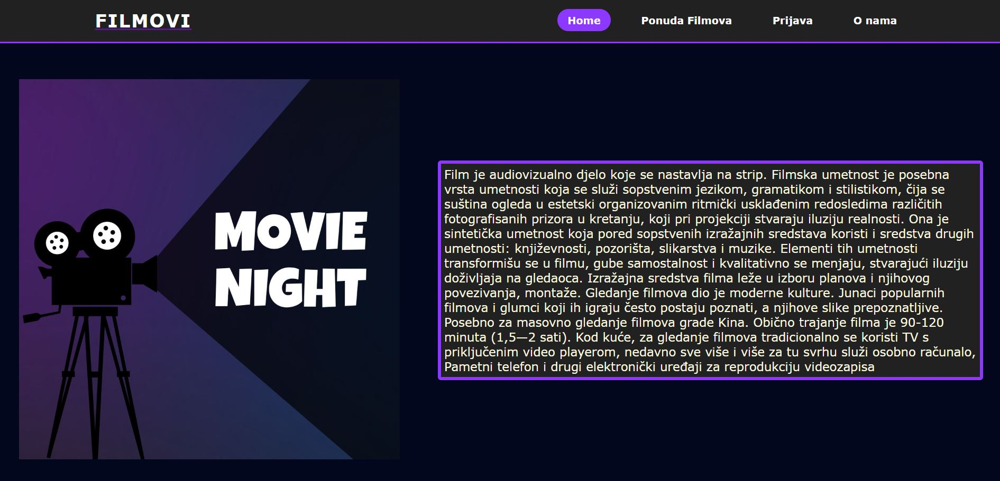 FILMOVI
Home
Ponuda Filmova
Prijava
O nama
MOVIE
NIGHT
Film je audiovizualno djelo koje se nastavlja na strip. Filmska umetnost je posebna
vrsta umetnosti koja se služi sopstvenim jezikom, gramatikom i stilistikom, čija se
suština ogleda u estetski organizovanim ritmički usklađenim redosledima različitih
fotografisanih prizora u kretanju, koji pri projekciji stvaraju iluziju realnosti. Ona je
sintetička umetnost koja pored sopstvenih izražajnih sredstava koristi i sredstva drugih
umetnosti: književnosti, pozorišta, slikarstva i muzike. Elementi tih umetnosti
transformišu se u filmu, gube samostalnost i kvalitativno se menjaju, stvarajući iluziju
doživljaja na gledaoca. Izražajna sredstva filma leže u izboru planova i njihovog
povezivanja, montaže. Gledanje filmova dio je moderne kulture. Junaci popularnih
filmova i glumci koji ih igraju često postaju poznati, a njihove slike prepoznatljive.
Posebno za masovno gledanje filmova grade Kina. Obično trajanje filma je 90-120
minuta (1,5—2 sati). Kod kuće, za gledanje filmova tradicionalno se koristi TV s
priključenim video playerom, nedavno sve više i više za tu svrhu služi osobno računalo,
Pametni telefon i drugi elektronički uređaji za reprodukciju videozapisa